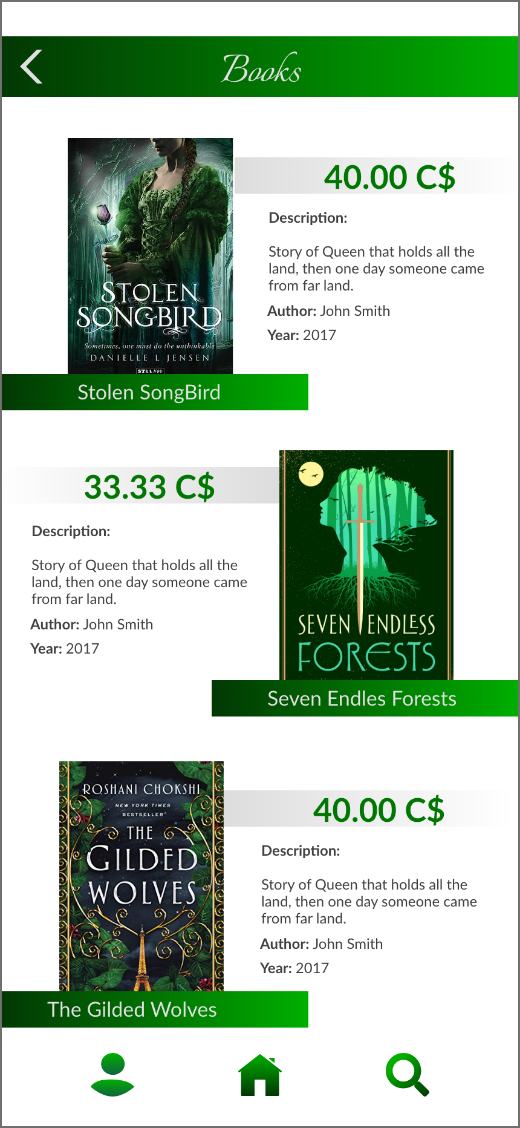 Books
40.00 C$
Description:
Story of Queen that holds all the
land, then one day someone came
from far land.
Author: John Smith
Year: 2017
STOLEN
SONGBIRD
Sometimes, one must do the unthinkable
DANIELLE L JENSEN
Stolen SongBird
33.33 C$
Description:
Story of Queen that holds all the
land, then one day someone came
from far land.
Author: John Smith
Year: 2017
SEVEN ENDLESS
FORESTS
Seven Endles Forests
ROSHANI CHOKSHI
NEW YORK TIMES
BESTSELLER
THE
GILDED
WOLVES
40.00 C$
Description:
Story of Queen that holds all the
land, then one day someone came
from far land.
Author: John Smith
Year: 2017
The Gilded Wolves